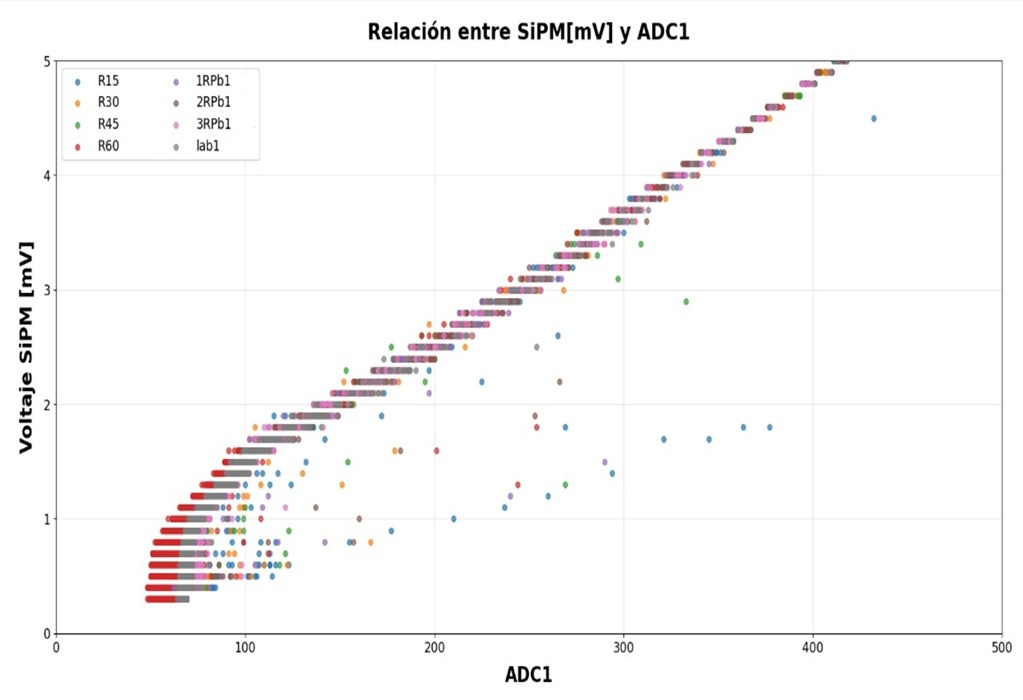 Relación entre SiPM[mV] y ADC1
R15
R30
R45
R60
1RPb1
2RPb1
3RPb1
lab1
Voltaje SiPM [mV]
5
4
3
2
1
0
0 100 200 300 400 500
ADC1